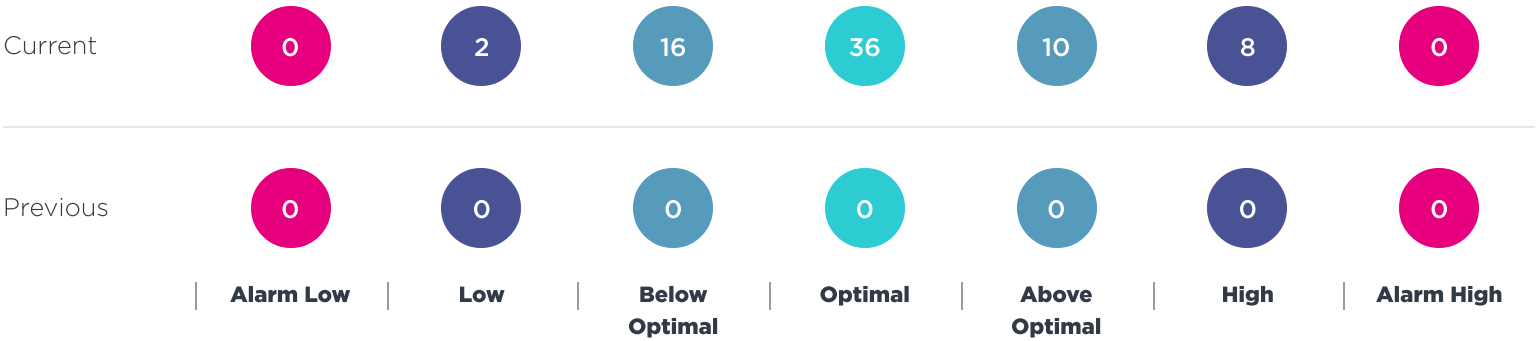 Current 0 2 16 36 10 8 0
Previous 0 0 0 0 0 0 0
Alarm Low Low Below Optimal Above High Alarm High
Optimal Optimal